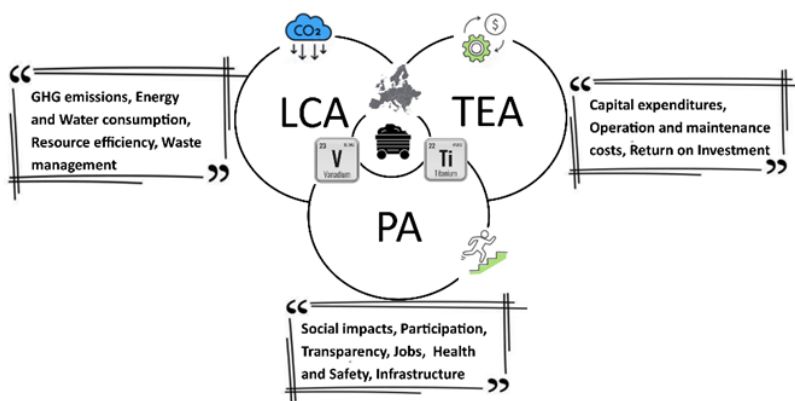 CO₂
$
“
GHG emissions, Energy
and Water consumption,
Resource efficiency, Waste
management
”
LCA
TEA
“
Capital expenditures,
Operation and maintenance
costs, Return on Investment
”
23
V
Vanadium
22
Ti
Titanium
PA
“
Social impacts, Participation,
Transparency, Jobs, Health
and Safety, Infrastructure
”